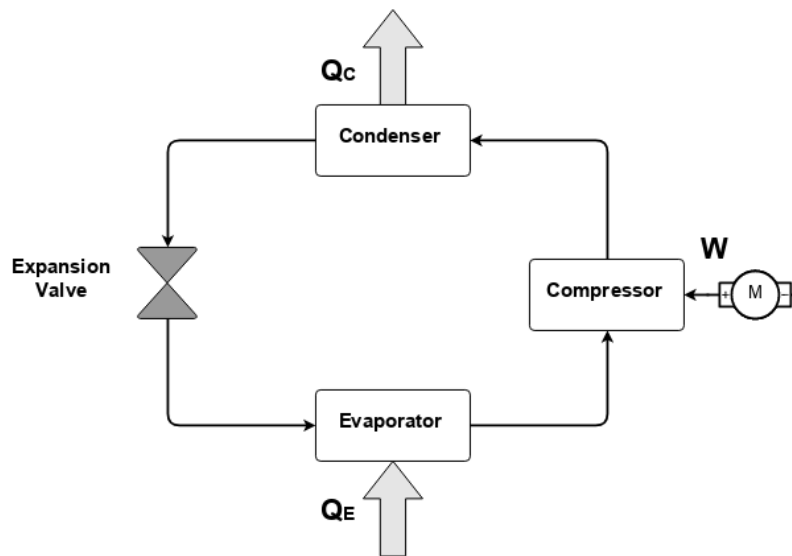 Qc
Condenser
Expansion
Valve
W
Compressor
+ M −
Evaporator
QE